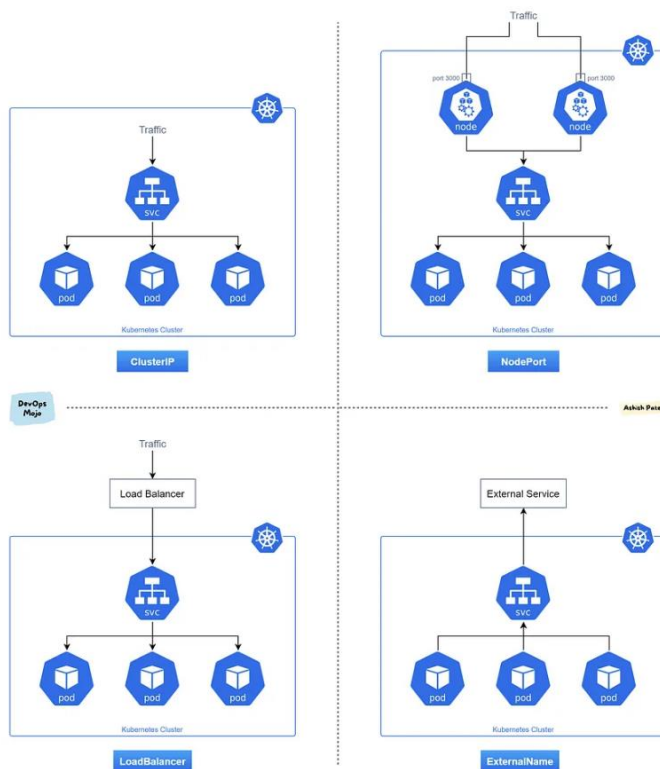 Traffic
svc
pod
pod
pod
Kubernetes Cluster
ClusterIP
Traffic
port 3000
port 3000
node
node
svc
pod
pod
pod
Kubernetes Cluster
NodePort
DevOps
Mojo
Ashish Pate
Traffic
Load Balancer
svc
pod
pod
pod
Kubernetes Cluster
LoadBalancer
External Service
svc
pod
pod
pod
Kubernetes Cluster
ExternalName